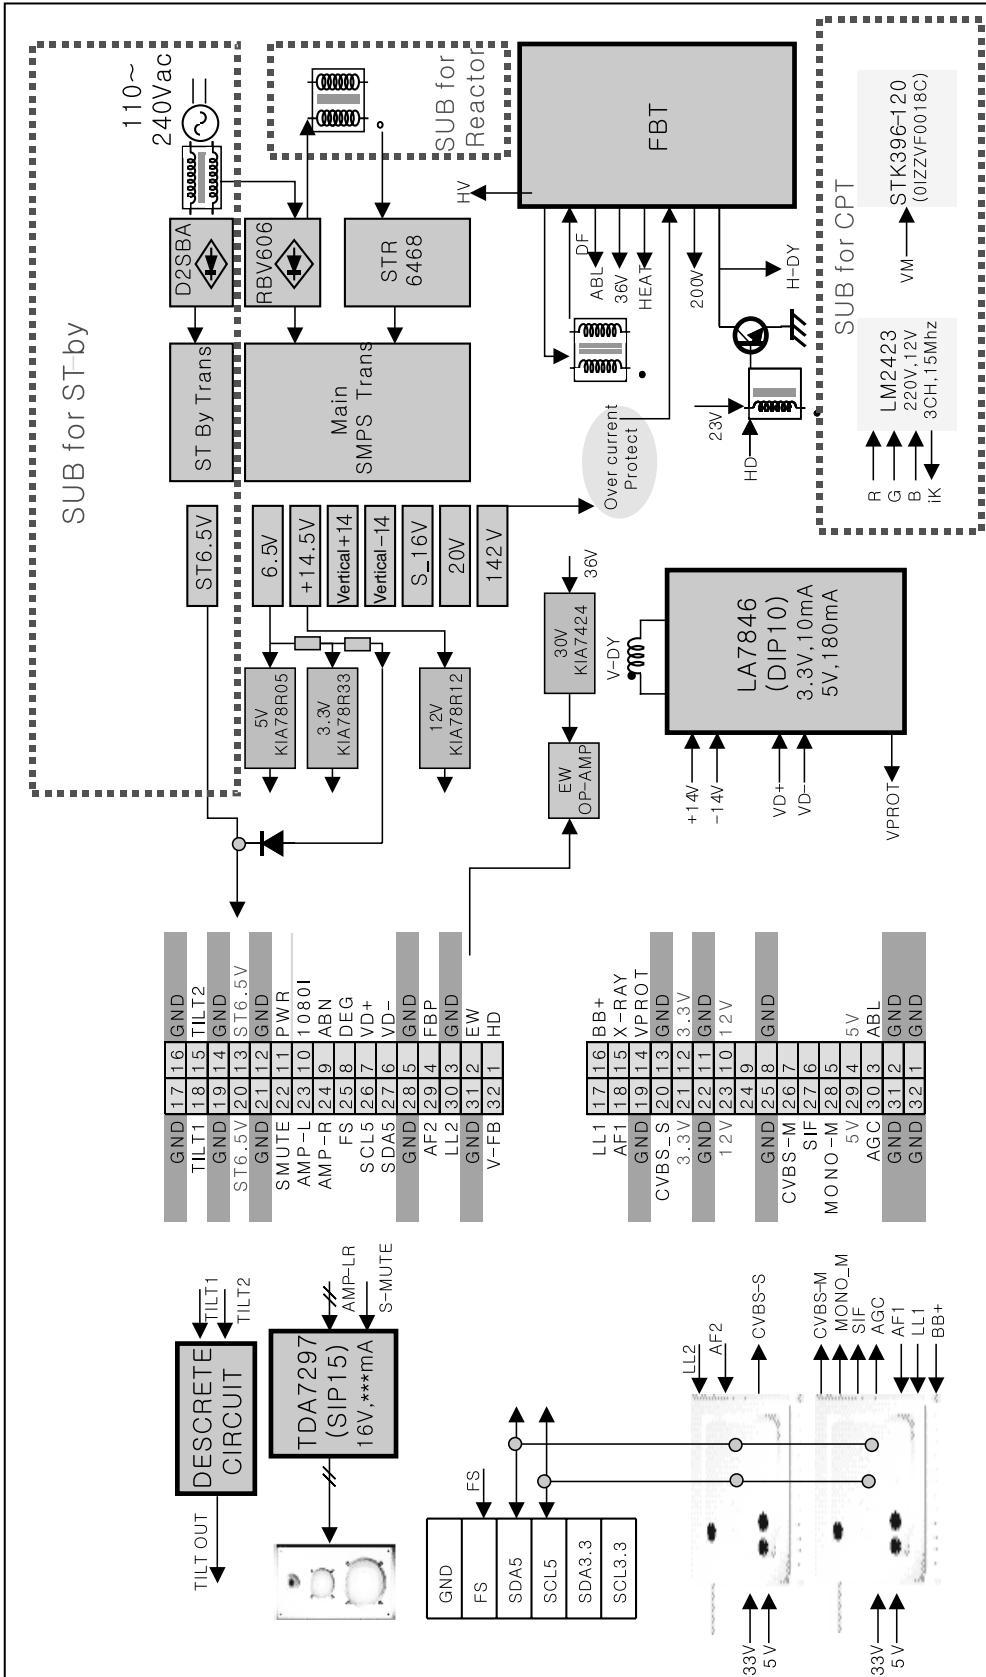 SUB for ST-by
110~
240Vac
D2SBA
RBV606
STR
6468
ST By Trans
Main
SMPS Trans
SUB for
Reactor
FBT
HV
DF
ABL
36V
HEAT
200V
H-DY
23V
HD
Over current
Protect
SUB for CPT
STK396-120
(0IZZVF0018C)
VM
LM2423
220V,12V
3CH,15Mhz
R
G
B
iK
ST6.5V
6.5V
+14.5V
Vertical+14
Vertical-14
S_16V
20V
142V
5V
KIA78R05
3.3V
KIA78R33
12V
KIA78R12
36V
30V
KIA7424
EW
OP-AMP
V-DY
LA7846
(DIP10)
3.3V,10mA
5V,180mA
+14V
-14V
VD+
VD-
VPROT
GND 17 16 GND
TILT1 18 15 TILT2
GND 19 14 GND
ST6.5V 20 13 ST6.5V
GND 21 12 GND
SMUTE 22 11 PWR
AMP-L 23 10 1080I
AMP-R 24 9 ABN
FS 25 8 DEG
SCL5 26 7 VD+
SDA5 27 6 VD-
GND 28 5 GND
AF2 29 4 FBP
LL2 30 3 GND
GND 31 2 EW
V-FB 32 1 HD
LL1 17 16 BB+
AF1 18 15 X-RAY
GND 19 14 VPROT
CVBS_S 20 13 GND
3.3V 21 12 3.3V
GND 22 11 GND
12V 23 10 12V
24 9
GND 25 8 GND
CVBS-M 26 7
SIF 27 6
MONO-M 28 5
5V 29 4 5V
AGC 30 3 ABL
GND 31 2 GND
GND 32 1 GND
TILT1
TILT2
DESCRETE
CIRCUIT
TILT OUT
AMP-LR
S-MUTE
TDA7297
(SIP15)
16V,***mA
FS
GND
FS
SDA5
SCL5
SDA3.3
SCL3.3
LL2
AF2
CVBS-S
CVBS-M
MONO_M
SIF
AGC
AF1
LL1
BB+
33V
5V
33V
5V